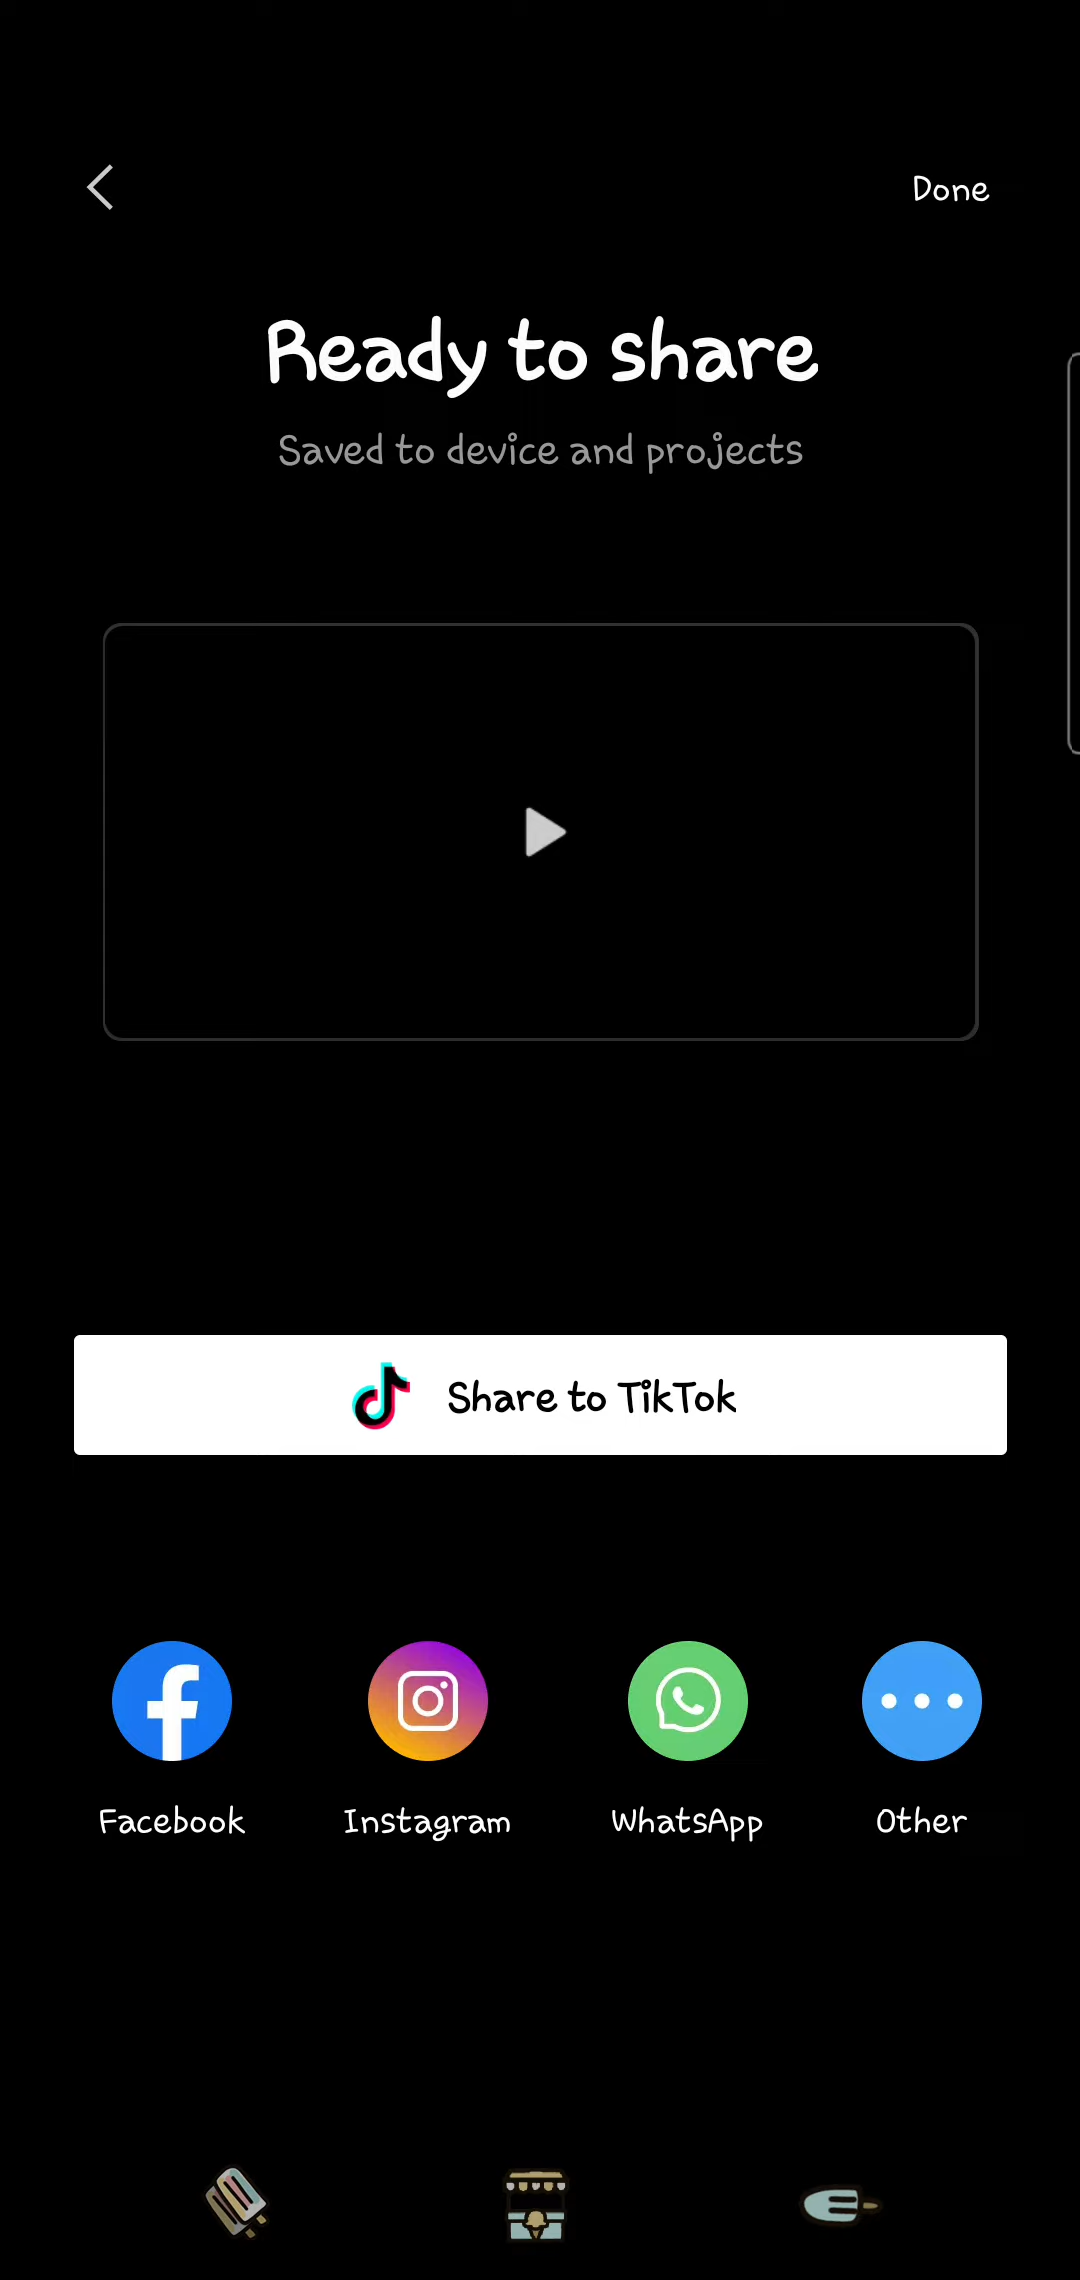 Done
Ready to share
Saved to device and projects
Share to TikTok
Facebook Instagram WhatsApp Other